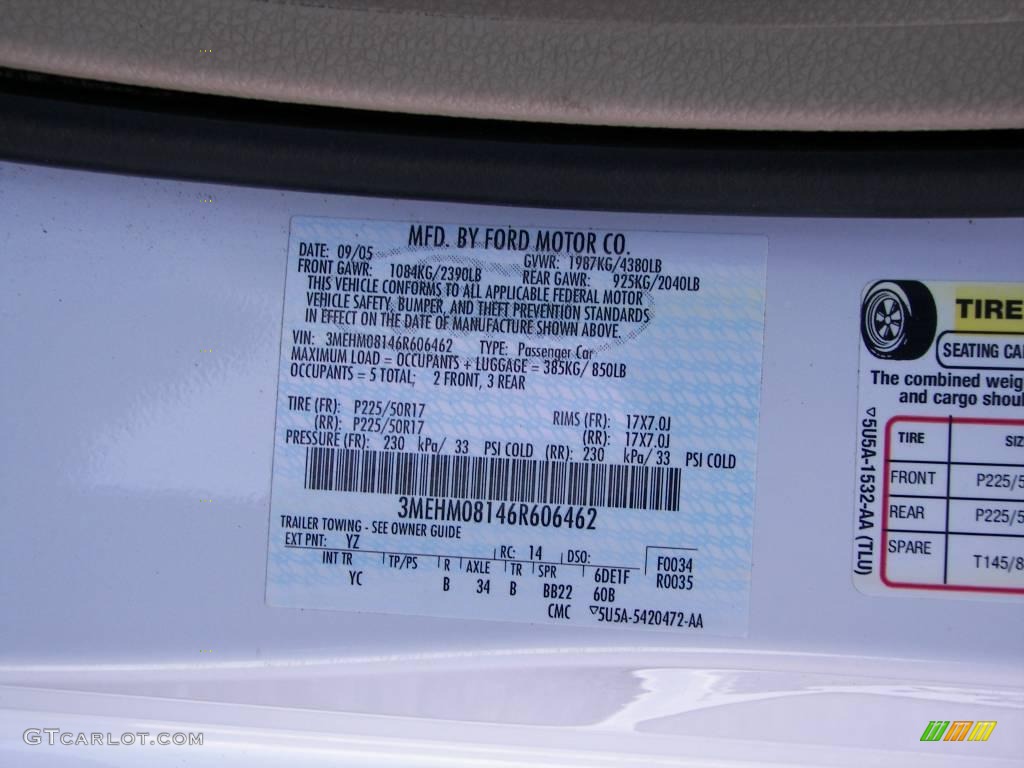 MFD. BY FORD MOTOR CO.
DATE: 09/05 GVWR: 1987KG/4380LB
FRONT GAWR: 1084KG/2390LB REAR GAWR: 925KG/2040LB
THIS VEHICLE CONFORMS TO ALL APPLICABLE FEDERAL MOTOR
VEHICLE SAFETY, BUMPER, AND THEFT PREVENTION STANDARDS
IN EFFECT ON THE DATE OF MANUFACTURE SHOWN ABOVE.
VIN: 3MEHM08146R606462 TYPE: Passenger Car
MAXIMUM LOAD = OCCUPANTS + LUGGAGE = 385KG/ 850LB
OCCUPANTS = 5 TOTAL; 2 FRONT, 3 REAR
TIRE (FR): P225/50R17 RIMS (FR): 17X7.0J
(RR): P225/50R17 (RR): 17X7.0J
PRESSURE (FR): 230 kPa/ 33 PSI COLD (RR): 230 kPa/ 33 PSI COLD
3MEHM08146R606462
TRAILER TOWING - SEE OWNER GUIDE
EXT PNT: YZ RC: 14 DSO: F0034
INT TR TP/PS R AXLE TR SPR 6DE1F R0035
YC B 34 B BB22 60B
CMC ▽5U5A-5420472-AA
TIRE
SEATING CA
The combined weig
and cargo shoul
▽5U5A-1532-AA (TLU)
TIRE SIZ
FRONT P225/5
REAR P225/5
SPARE T145/8
GTCARLOT.COM